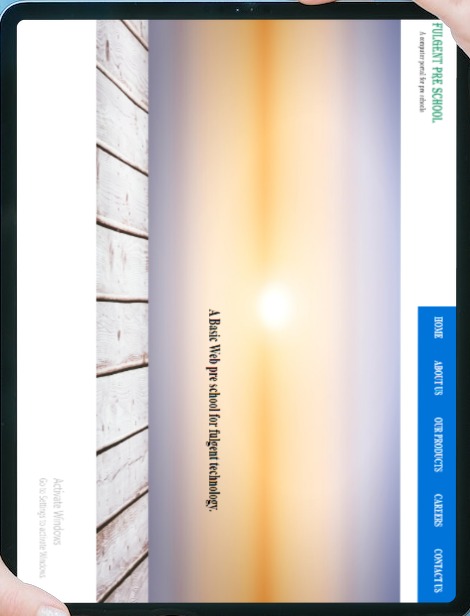 FULGENT PRE SCHOOL
A computer portal for pre schools
HOME ABOUT US OUR PRODUCTS CAREERS CONTACT US
A Basic Web pre school for fulgent technology.
Activate Windows
Go to Settings to activate Windows.